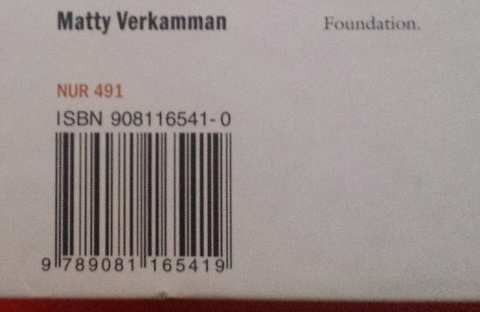 Matty Verkamman
Foundation.
NUR 491
ISBN 908116541-0
9 789081 165419